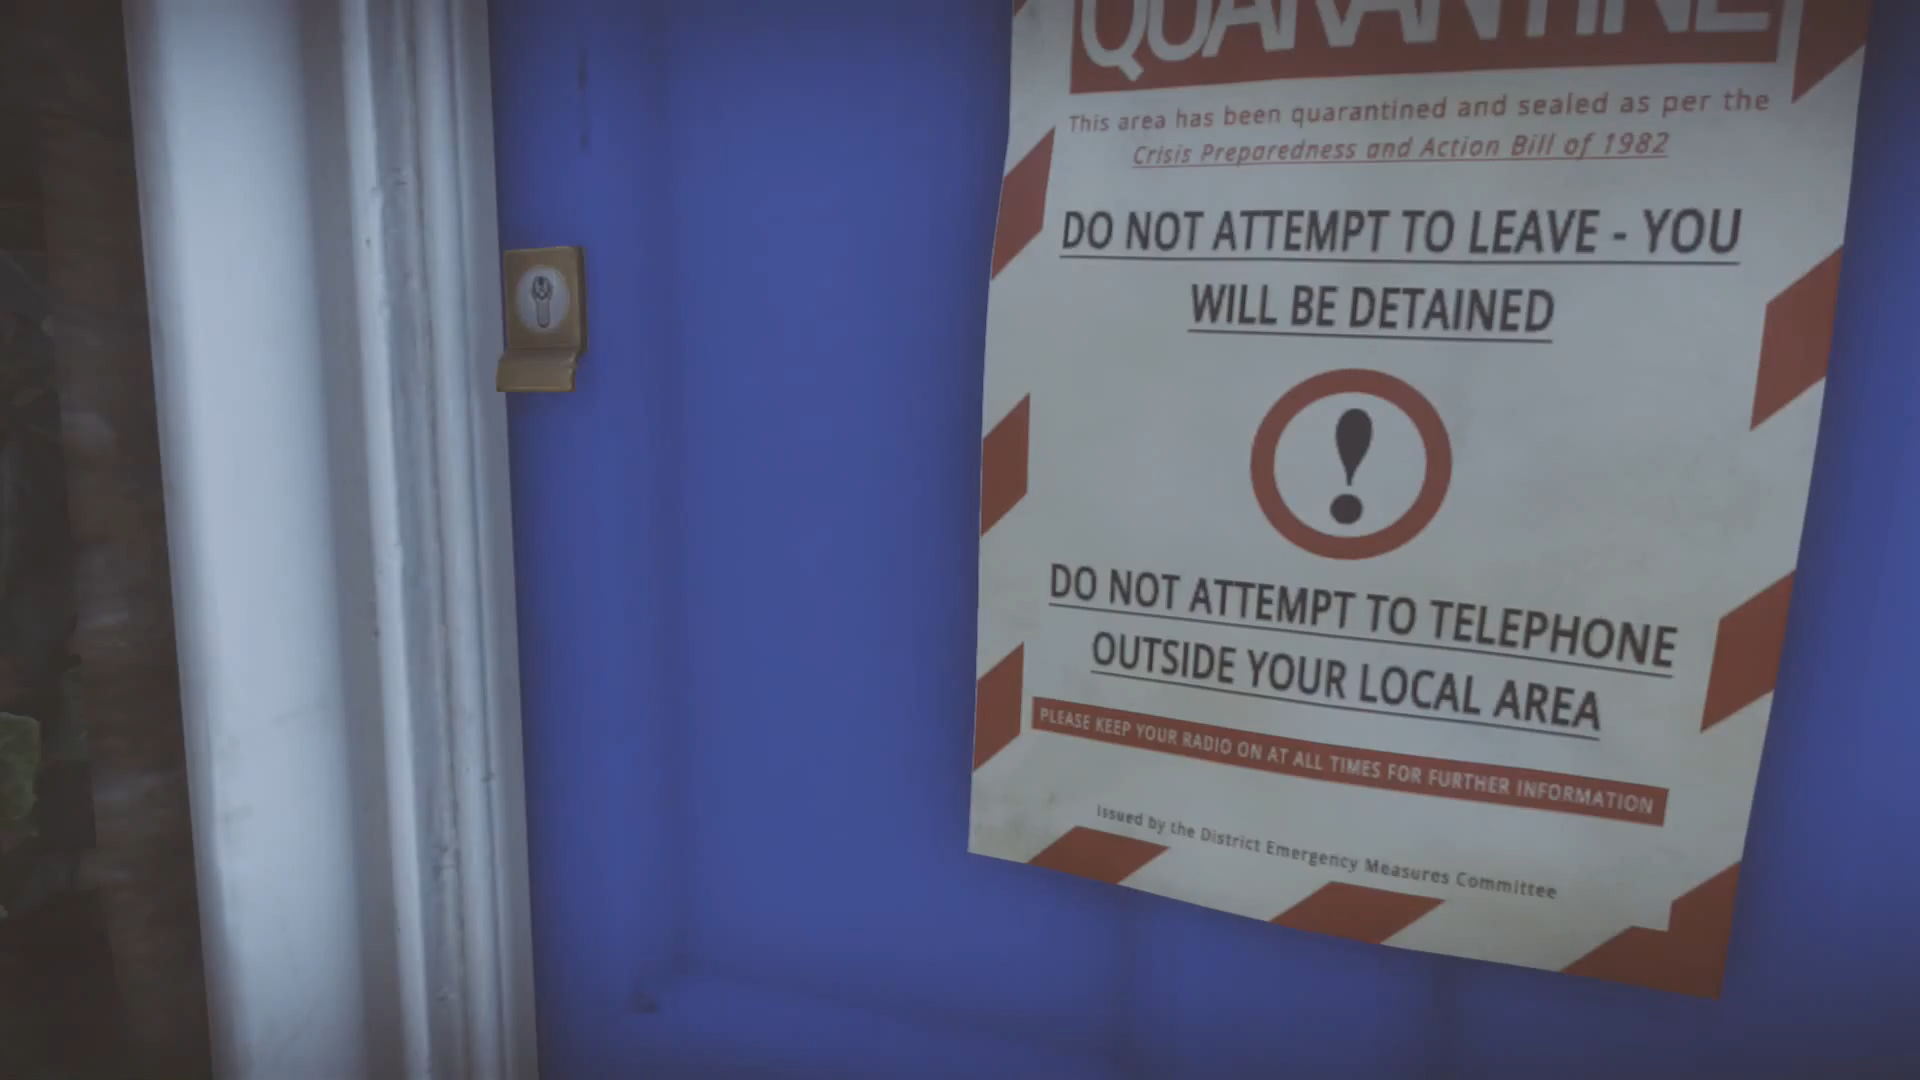 QUARANTINE
This area has been quarantined and sealed as per the
Crisis Preparedness and Action Bill of 1982
DO NOT ATTEMPT TO LEAVE - YOU
WILL BE DETAINED
!
DO NOT ATTEMPT TO TELEPHONE
OUTSIDE YOUR LOCAL AREA
PLEASE KEEP YOUR RADIO ON AT ALL TIMES FOR FURTHER INFORMATION
Issued by the District Emergency Measures Committee